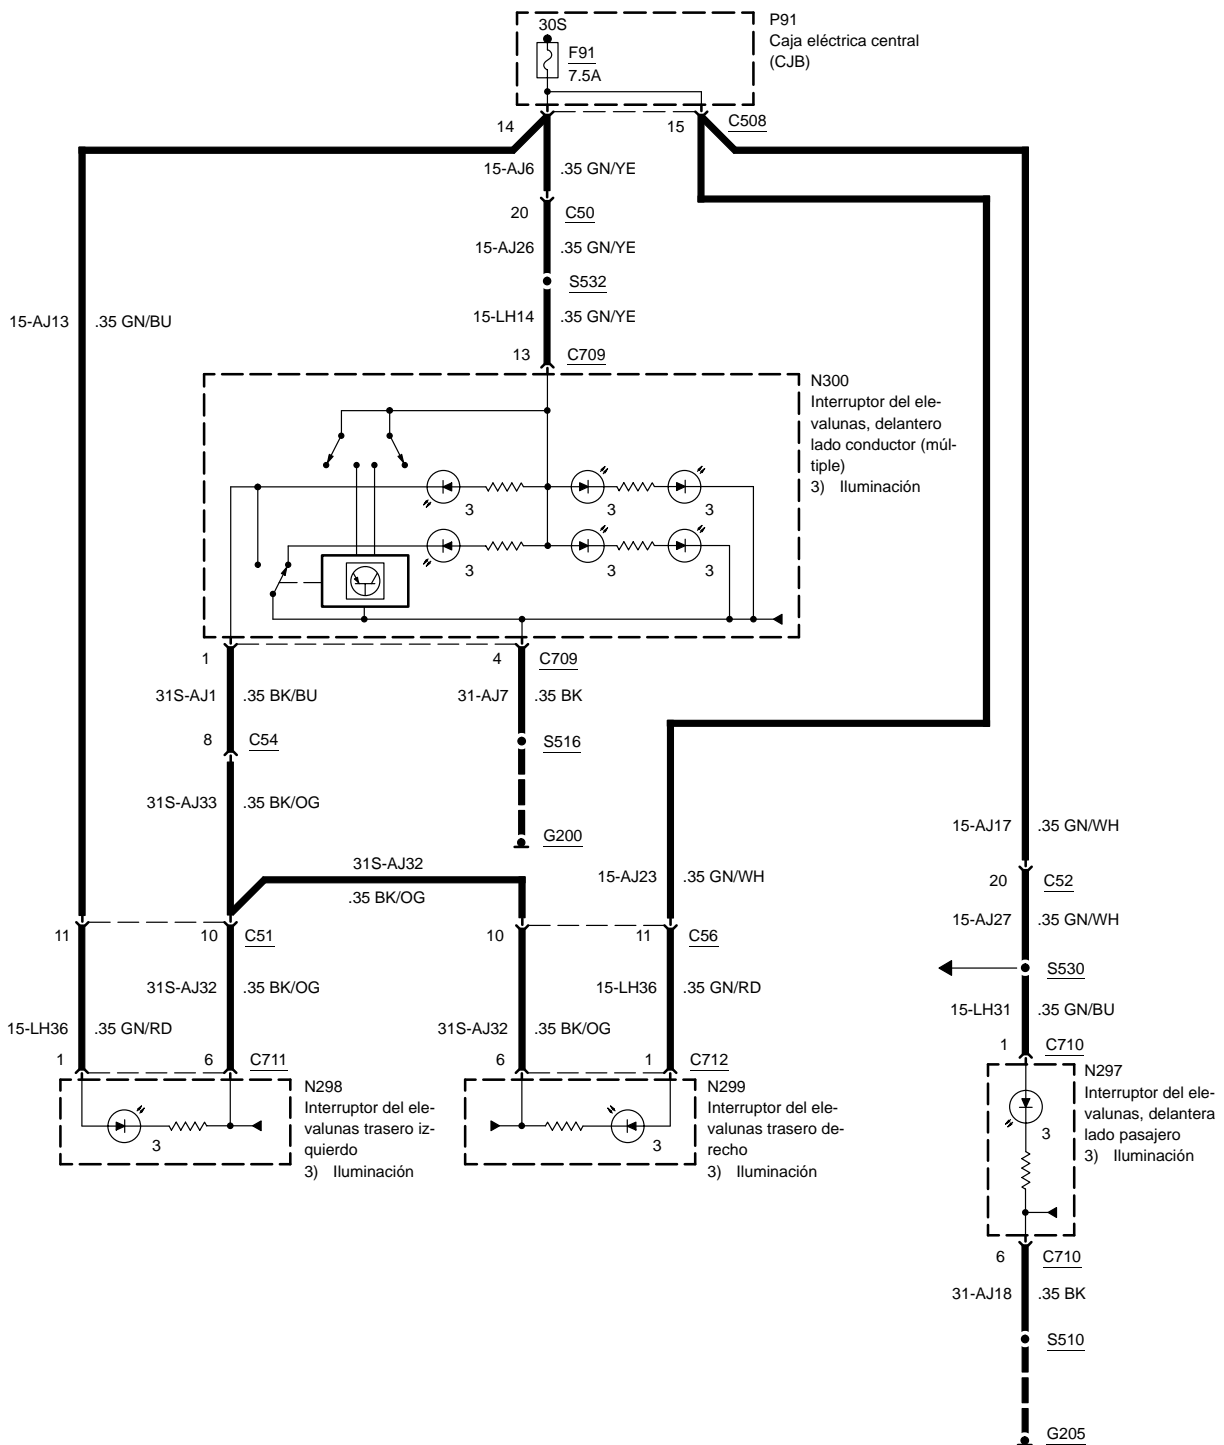 30S
F91
7.5A
P91
Caja eléctrica central
(CJB)
14
15
C508
15-AJ6
.35 GN/YE
20
C50
15-AJ26
.35 GN/YE
S532
15-LH14
.35 GN/YE
15-AJ13
.35 GN/BU
13
C709
N300
Interruptor del ele-
valunas, delantero
lado conductor (múl-
tiple)
3) Iluminación
3
3
3
3
3
3
1
4
C709
31S-AJ1
.35 BK/BU
31-AJ7
.35 BK
8
C54
S516
31S-AJ33
.35 BK/OG
G200
15-AJ17
.35 GN/WH
31S-AJ32
.35 BK/OG
15-AJ23
.35 GN/WH
20
C52
15-AJ27
.35 GN/WH
11
10
C51
10
11
C56
S530
31S-AJ32
.35 BK/OG
15-LH36
.35 GN/RD
15-LH31
.35 GN/BU
15-LH36
.35 GN/RD
31S-AJ32
.35 BK/OG
1
C710
1
6
C711
6
1
C712
N298
Interruptor del ele-
valunas trasero iz-
quierdo
3) Iluminación
3
N299
Interruptor del ele-
valunas trasero de-
recho
3) Iluminación
3
N297
Interruptor del ele-
valunas, delantera
lado pasajero
3) Iluminación
3
6
C710
31-AJ18
.35 BK
S510
G205